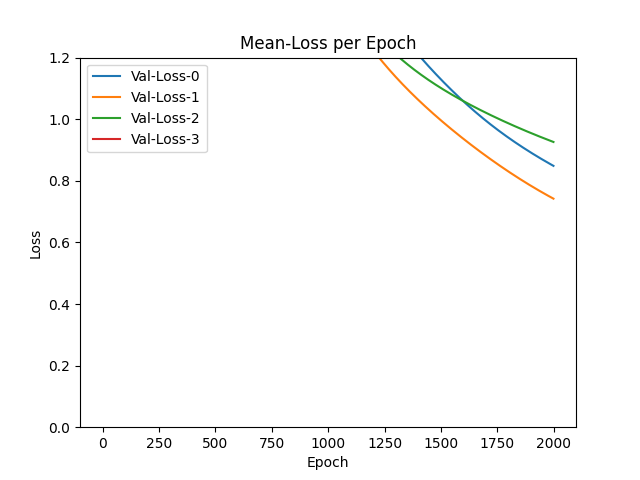 Mean-Loss per Epoch
Val-Loss-0
Val-Loss-1
Val-Loss-2
Val-Loss-3
1.2
1.0
0.8
0.6
0.4
0.2
0.0
Loss
0 250 500 750 1000 1250 1500 1750 2000
Epoch